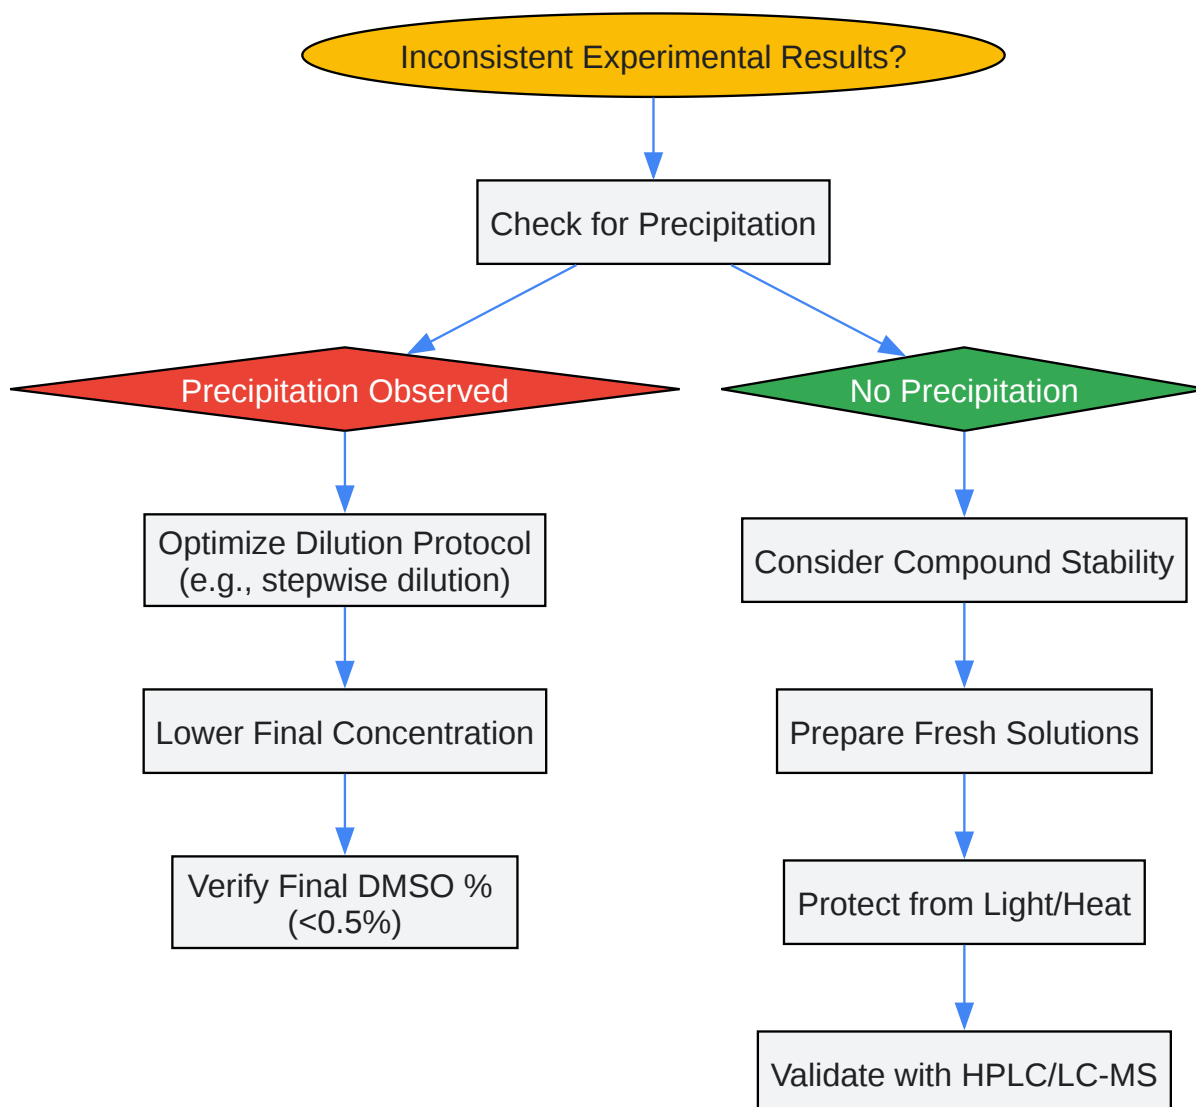 Inconsistent Experimental Results?
Check for Precipitation
Precipitation Observed
No Precipitation
Optimize Dilution Protocol
(e.g., stepwise dilution)
Consider Compound Stability
Lower Final Concentration
Prepare Fresh Solutions
Verify Final DMSO %
(<0.5%)
Protect from Light/Heat
Validate with HPLC/LC-MS